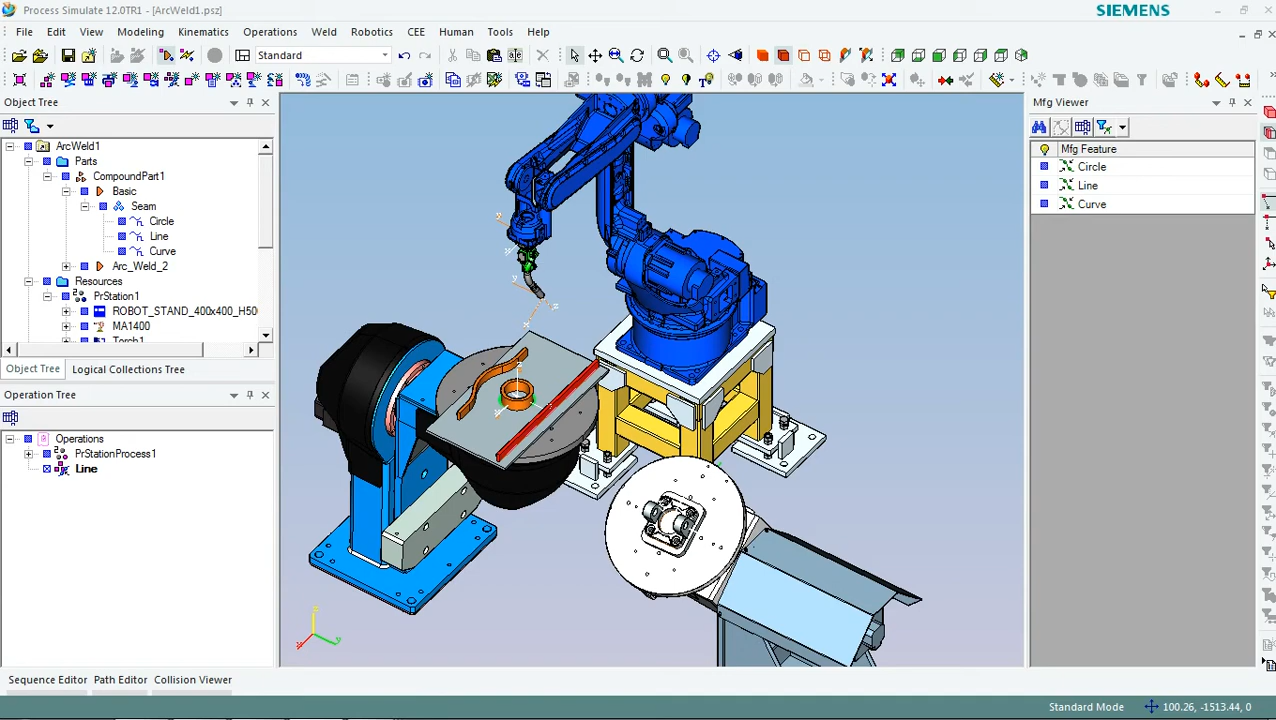 Process Simulate 12.0TR1 - [ArcWeld1.psz]
SIEMENS
File Edit View Modeling Kinematics Operations Weld Robotics CEE Human Tools Help
Standard
Object Tree
ArcWeld1
Parts
CompoundPart1
Basic
Seam
Circle
Line
Curve
Arc_Weld_2
Resources
PrStation1
ROBOT_STAND_400x400_H50
MA1400
Torch1
Object Tree Logical Collections Tree
Operation Tree
Operations
PrStationProcess1
Line
Mfg Viewer
Mfg Feature
Circle
Line
Curve
Sequence Editor Path Editor Collision Viewer
Standard Mode 100.26, -1513.44, 0